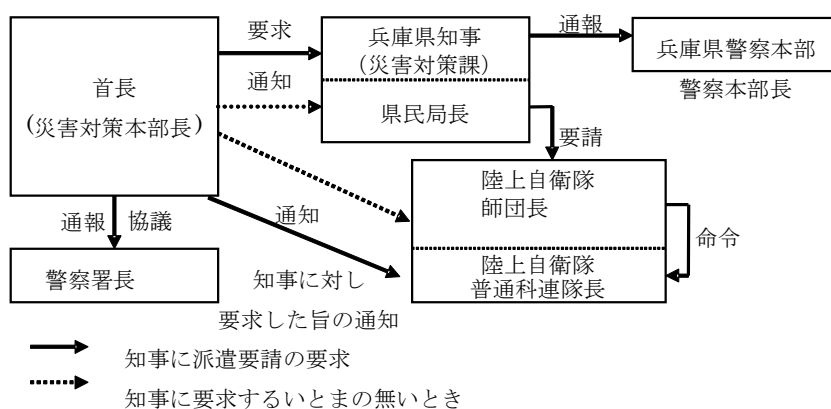 首長
(災害対策本部長)
要求
通知
兵庫県知事
(災害対策課)
県民局長
通報
兵庫県警察本部
警察本部長
要請
陸上自衛隊
師団長
陸上自衛隊
普通科連隊長
命令
通報
協議
警察署長
通知
知事に対し
要求した旨の通知
知事に派遣要請の要求
知事に要求するいとまの無いとき